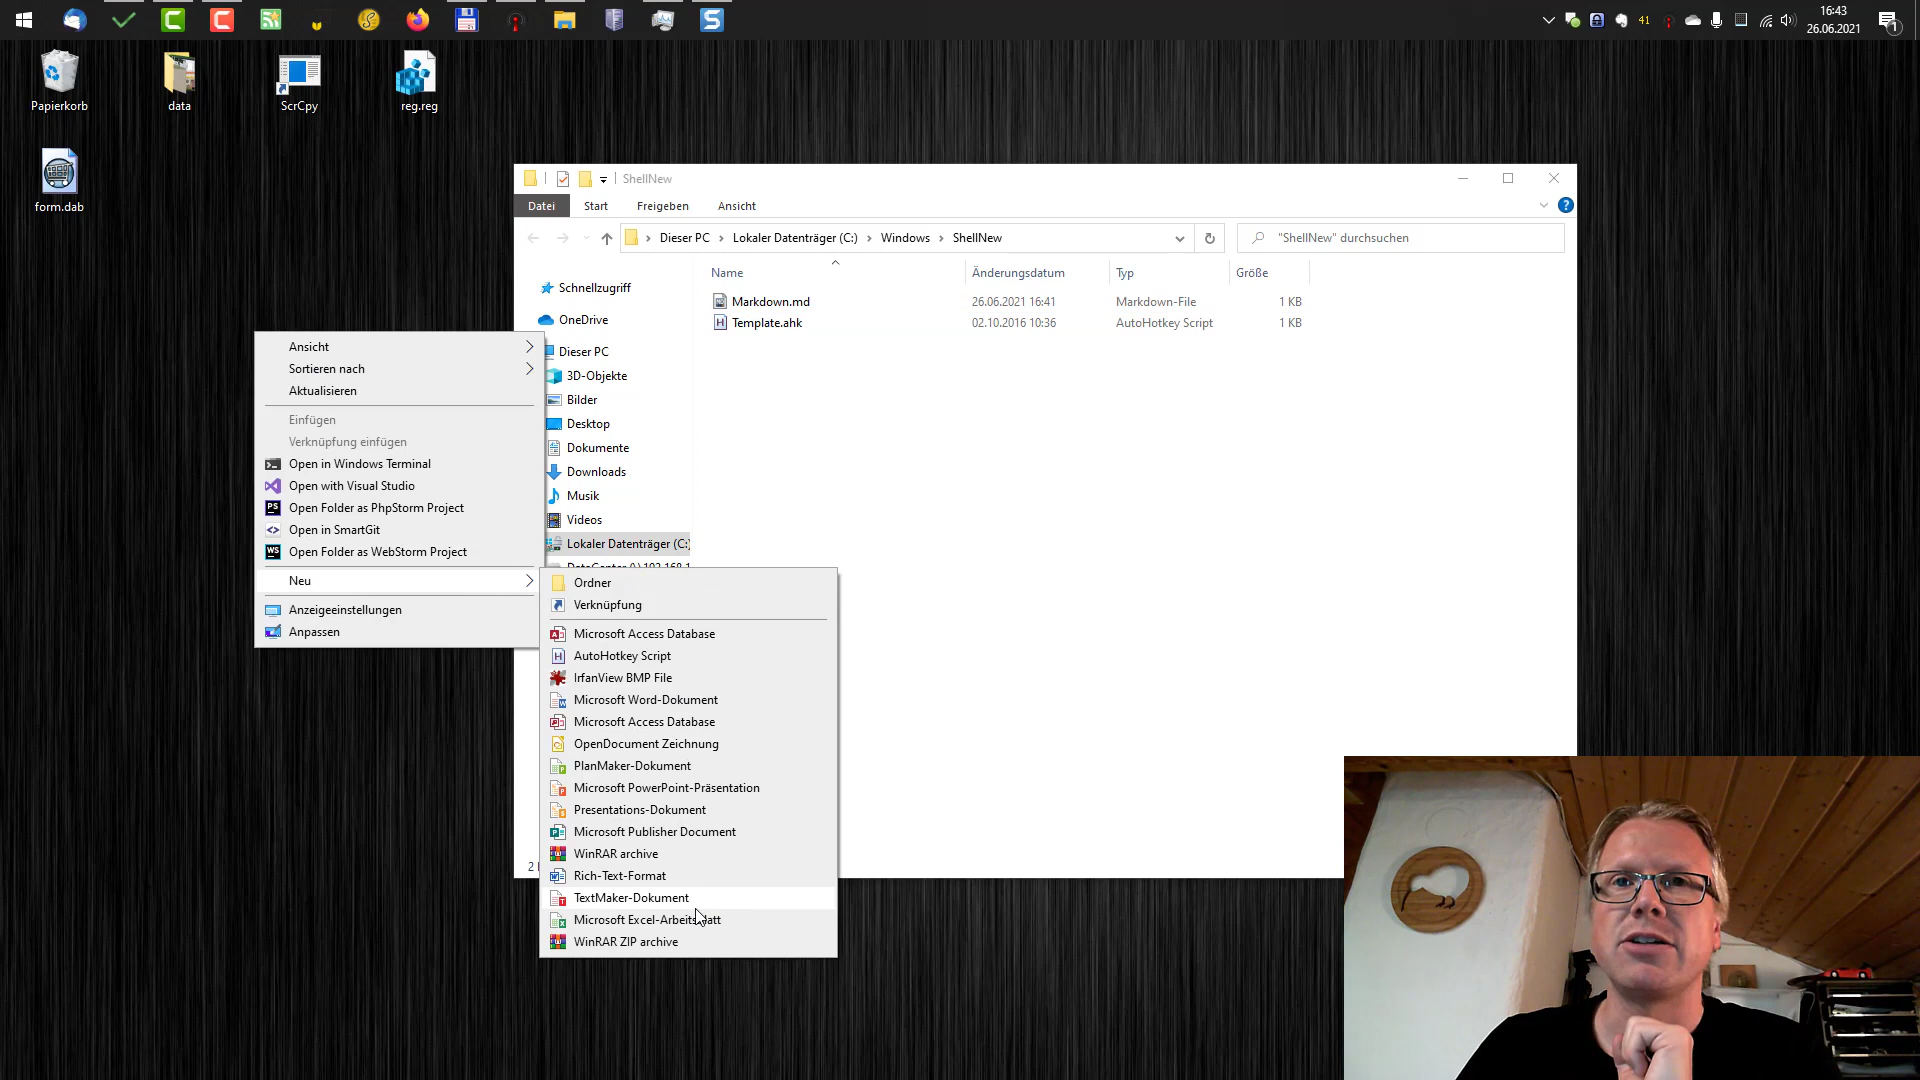 41
16:43
26.06.2021
1
Papierkorb
data
ScrCpy
reg.reg
form.dab
ShellNew
Datei
Start
Freigeben
Ansicht
Dieser PC > Lokaler Datenträger (C:) > Windows > ShellNew
"ShellNew" durchsuchen
Name
Änderungsdatum
Typ
Größe
Markdown.md
26.06.2021 16:41
Markdown-File
1 KB
Template.ahk
02.10.2016 10:36
AutoHotkey Script
1 KB
Schnellzugriff
OneDrive
Dieser PC
3D-Objekte
Bilder
Desktop
Dokumente
Downloads
Musik
Videos
Lokaler Datenträger (C:)
Ansicht
Sortieren nach
Aktualisieren
Einfügen
Verknüpfung einfügen
Open in Windows Terminal
Open with Visual Studio
Open Folder as PhpStorm Project
Open in SmartGit
Open Folder as WebStorm Project
Neu
Anzeigeeinstellungen
Anpassen
Ordner
Verknüpfung
Microsoft Access Database
AutoHotkey Script
IrfanView BMP File
Microsoft Word-Dokument
Microsoft Access Database
OpenDocument Zeichnung
PlanMaker-Dokument
Microsoft PowerPoint-Präsentation
Presentations-Dokument
Microsoft Publisher Document
WinRAR archive
Rich-Text-Format
TextMaker-Dokument
Microsoft Excel-Arbeitsblatt
WinRAR ZIP archive
2